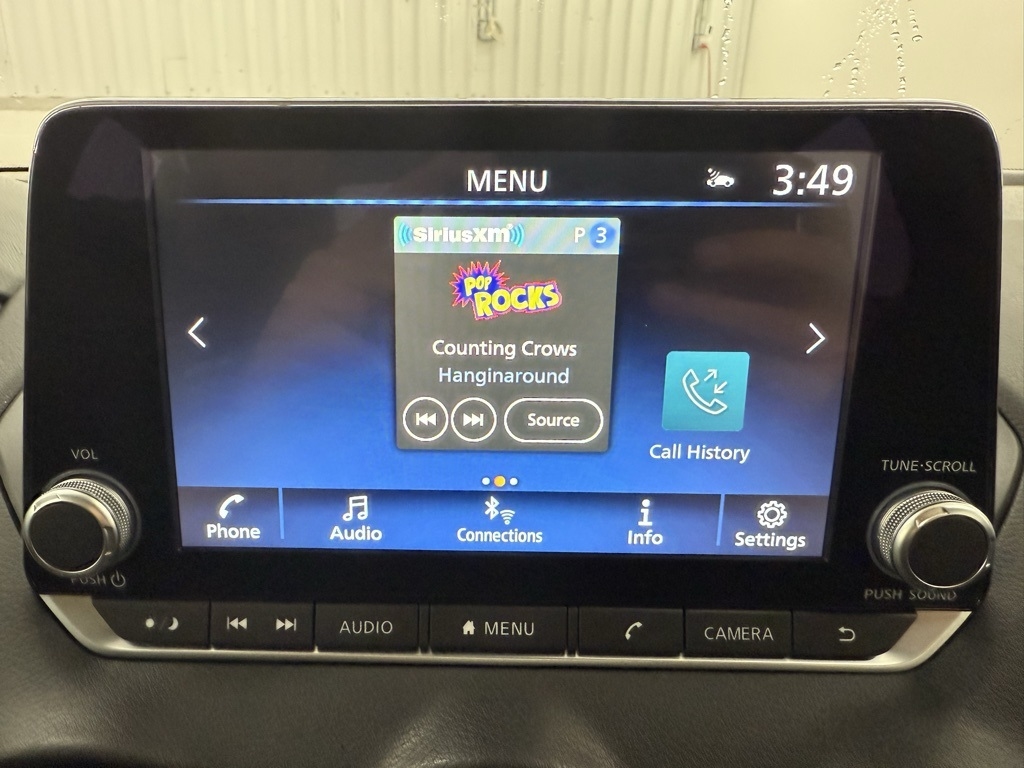 MENU
3:49
SiriusXM
P 3
POP
ROCKS
Counting Crows
Hanginaround
Source
Call History
VOL
TUNE·SCROLL
Phone
Audio
Connections
Info
Settings
PUSH
PUSH SOUND
AUDIO
MENU
CAMERA